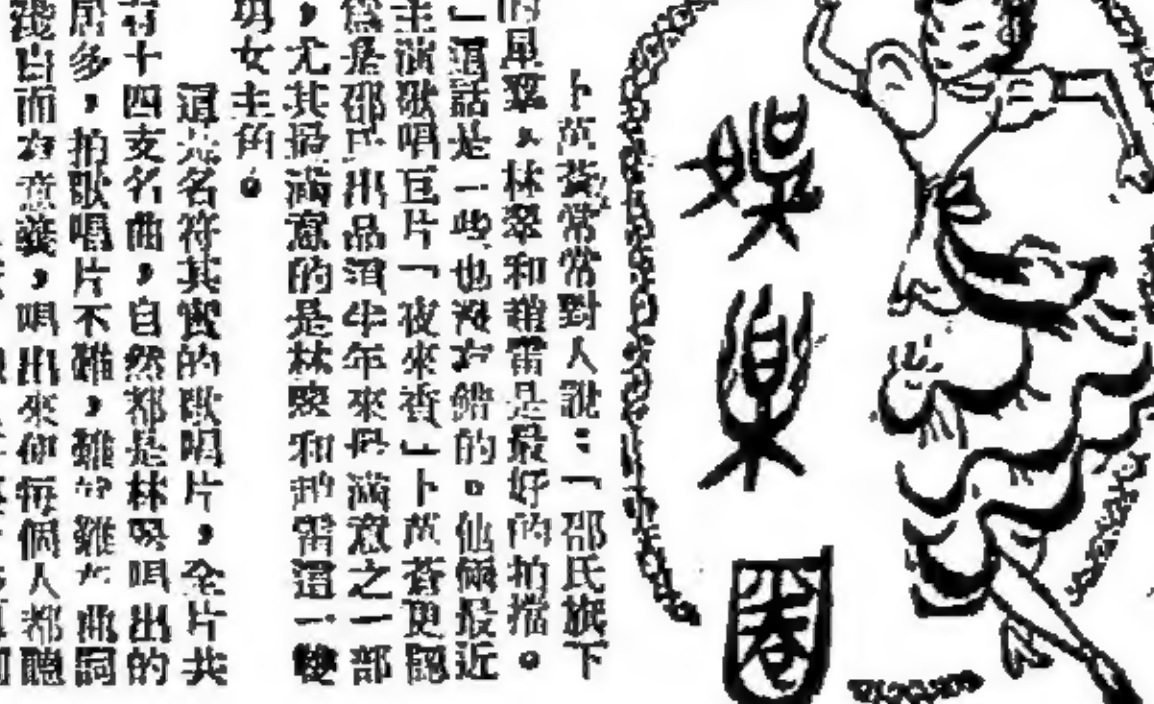 娛樂圈
卜萬蒼常常對人說：「邵氏旗下
的星羣，林翠和趙雷是最好的拍擋。
」這話是一些也沒有錯的。他倆最近
主演歌唱巨片「夜來香」卜萬蒼更認
為是邵氏出品這半年來最滿意之一部
，尤其最滿意的是林翠和趙雷這一雙
男女主角。
這是名符其實的歌唱片，全片共
有十四支名曲，自然都是林翠唱出的
居多，拍歌唱片不難，難在曲詞
而有意義，唱出來使每個人都聽